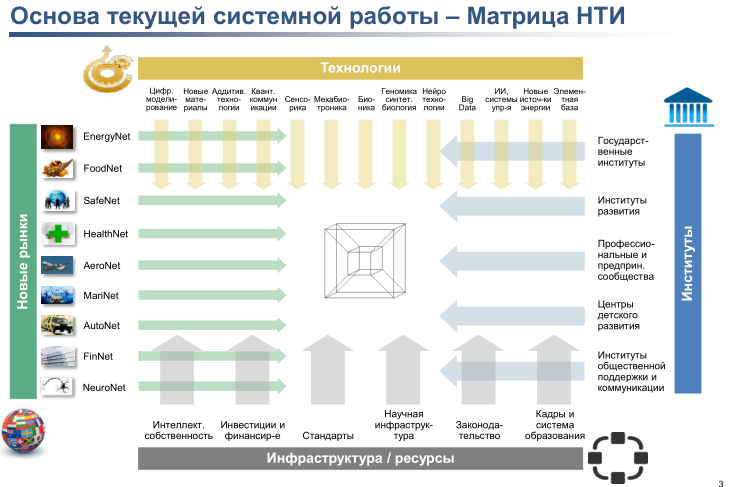 Основа текущей системной работы – Матрица НТИ
Технологии
Цифр.
модели-
рование
Новые
мате-
риалы
Аддитив.
техно-
логии
Квант.
коммун
икации
Сенсо-
рика
Мехабио-
троника
Био-
ника
Геномика
синтет.
биология
Нейро
техно-
логии
Big
Data
ИИ,
системы
упр-я
Новые
источ-ки
энергии
Элемен-
тная
база
Новые рынки
EnergyNet
FoodNet
SafeNet
HealthNet
AeroNet
MariNet
AutoNet
FinNet
NeuroNet
Государст-
венные
институты
Институты
развития
Профессио-
нальные и
предприн.
сообщества
Центры
детского
развития
Институты
общественной
поддержки и
коммуникации
Институты
Интеллект.
собственность
Инвестиции и
финансир-е
Стандарты
Научная
инфраструк-
тура
Законода-
тельство
Кадры и
система
образования
Инфраструктура / ресурсы
3